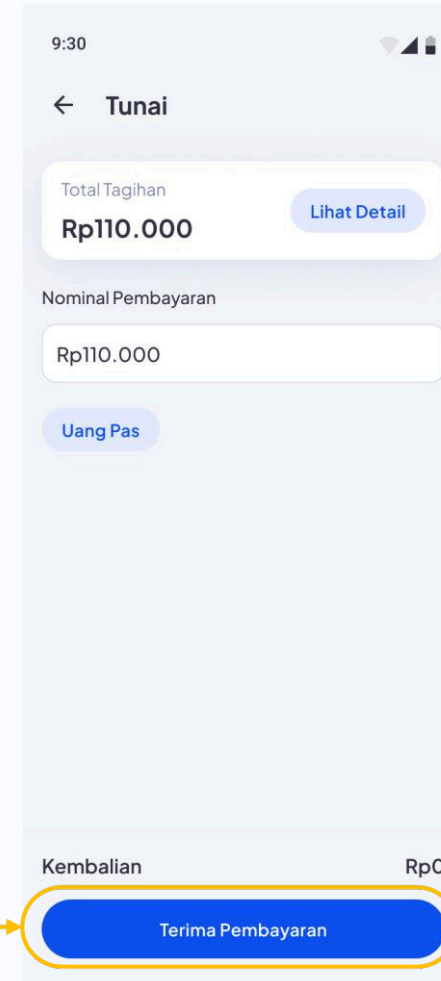 9:30
Tunai
Total Tagihan
Rp110.000
Lihat Detail
Nominal Pembayaran
Rp110.000
Uang Pas
Kembalian
Rp0
Terima Pembayaran